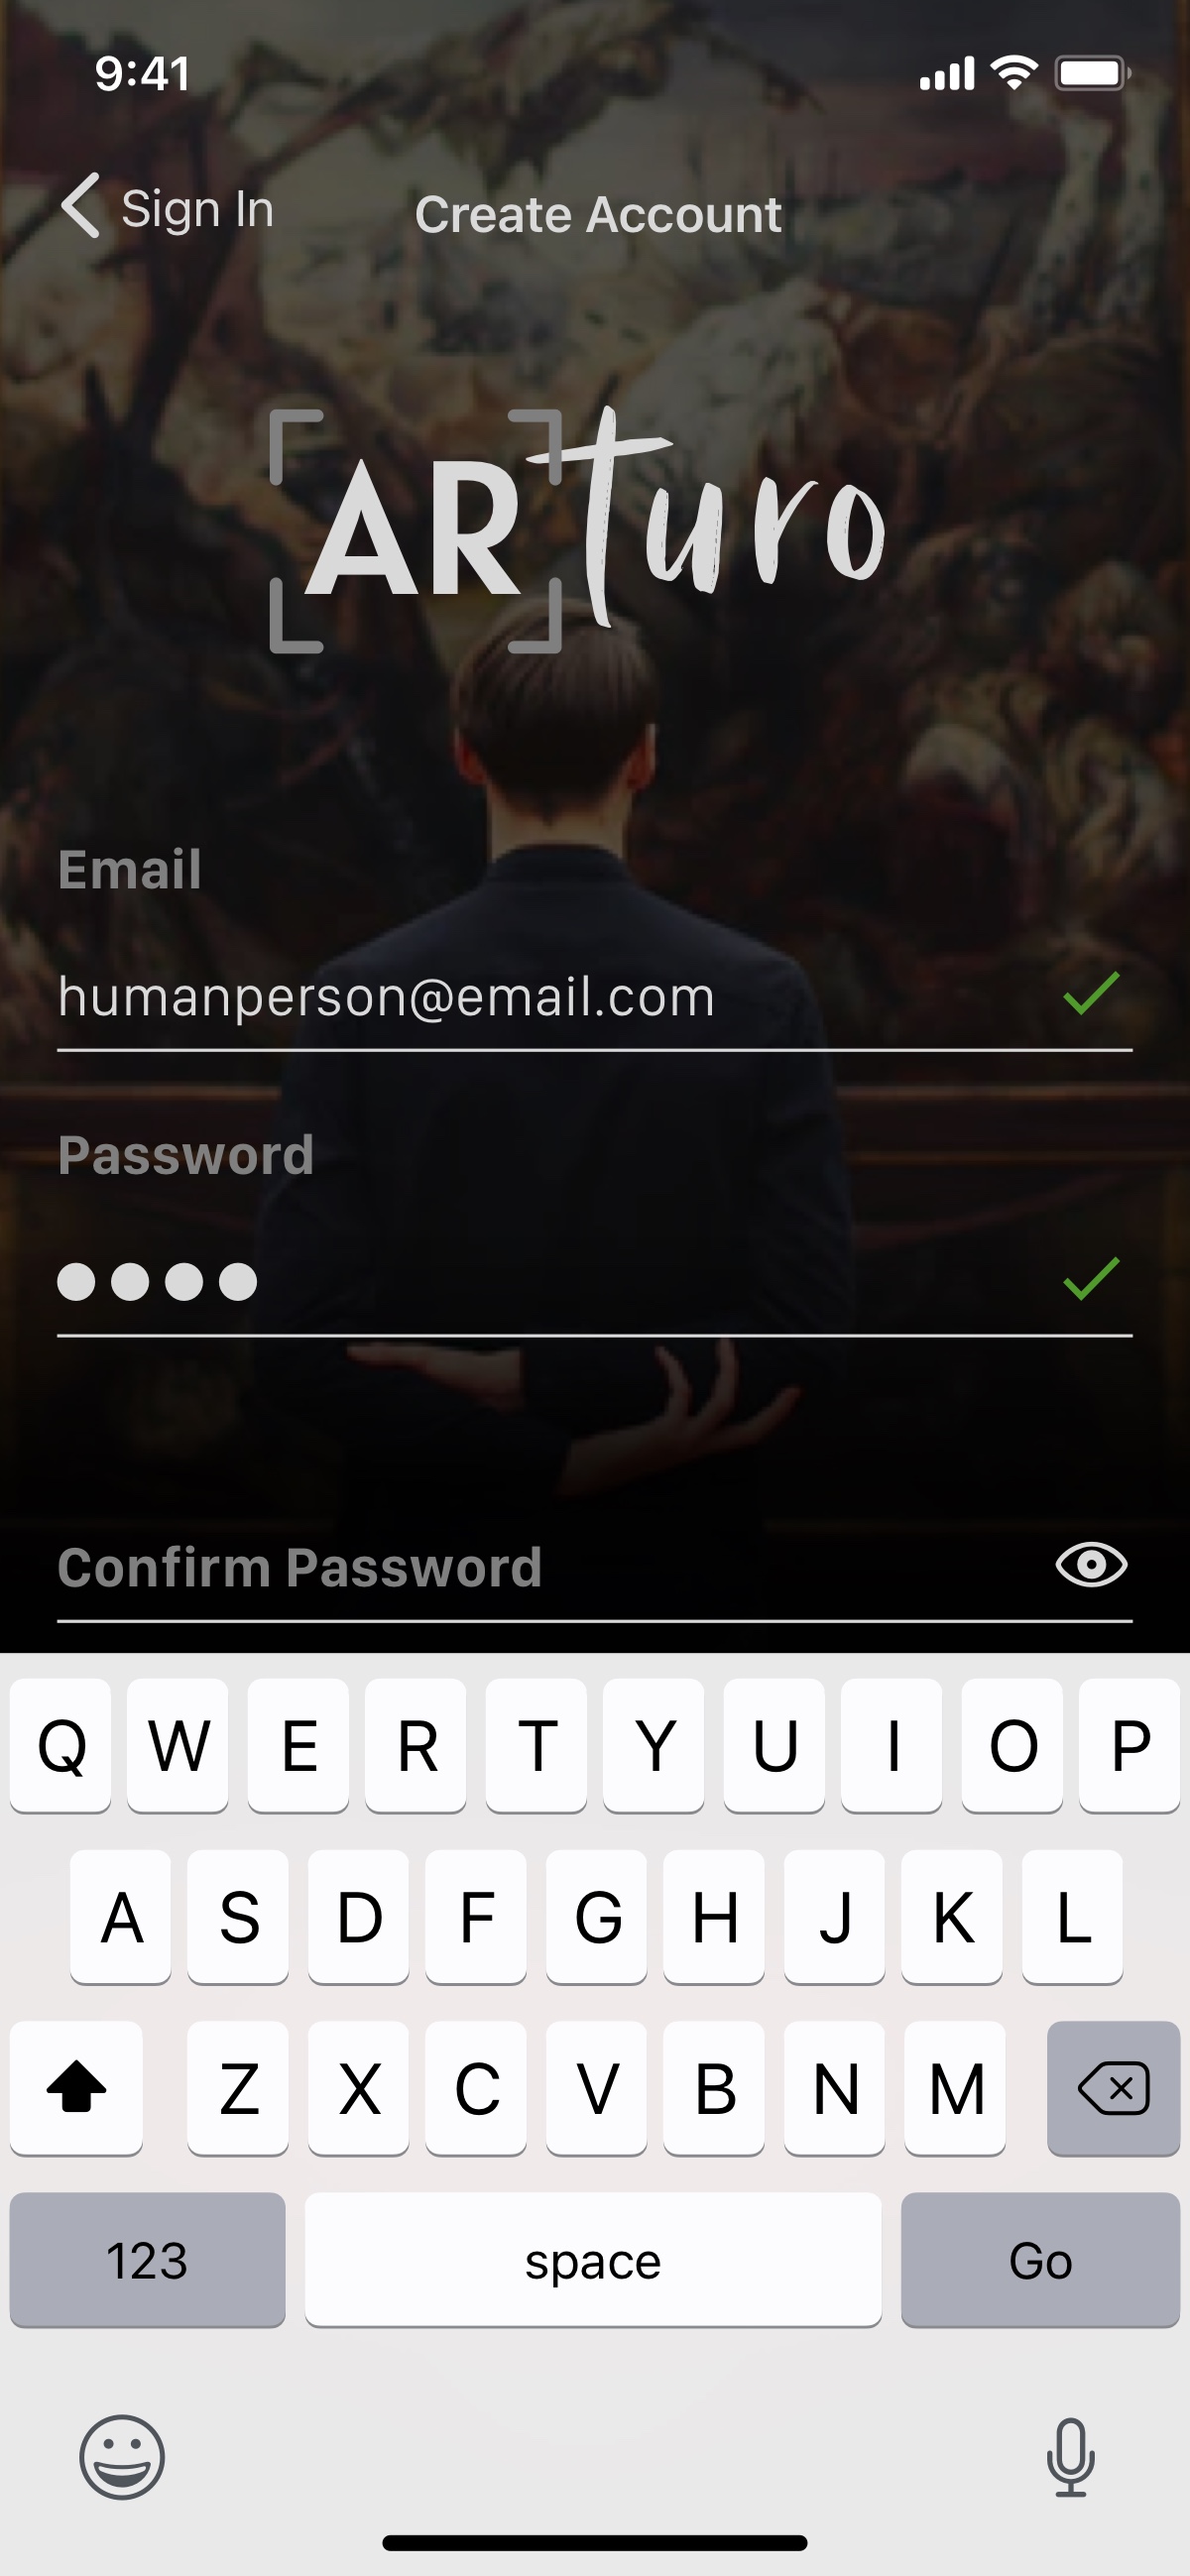 9:41
Sign In
Create Account
ARturo
Email
humanperson@email.com
Password
Confirm Password
Q W E R T Y U I O P
A S D F G H J K L
Z X C V B N M
123 space Go